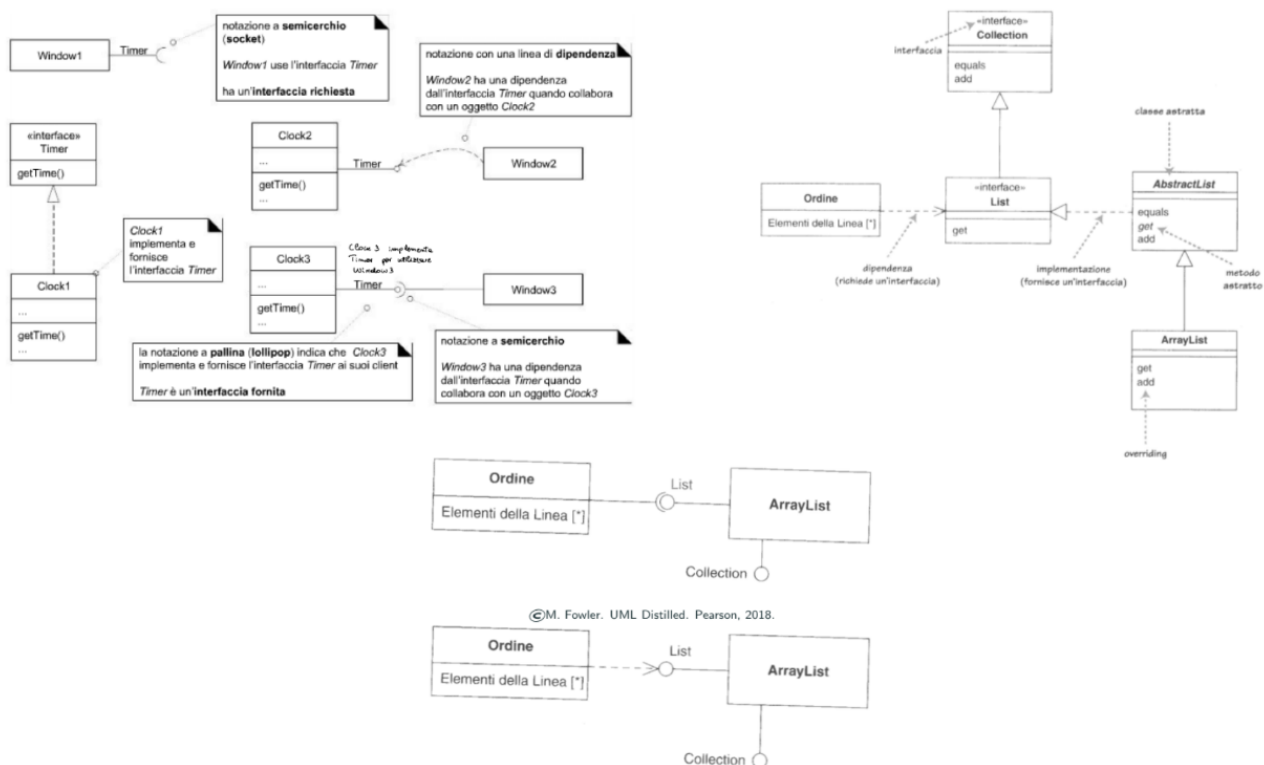 Window1
Timer
notazione a semicerchio
(socket)
Window1 use l'interfaccia Timer
ha un'interfaccia richiesta
notazione con una linea di dipendenza
Window2 ha una dipendenza
dall'interfaccia Timer quando collabora
con un oggetto Clock2
«interface»
Timer
getTime()
Clock2
...
getTime()
...
Timer
Window2
Clock1
implementa e
fornisce
l'interfaccia Timer
Clock1
...
getTime()
...
Clock3
...
getTime()
...
Clock 3 implementa
Timer per utilizzare
Window3
Timer
Window3
la notazione a pallina (lollipop) indica che Clock3
implementa e fornisce l'interfaccia Timer ai suoi client
Timer è un'interfaccia fornita
notazione a semicerchio
Window3 ha una dipendenza
dall'interfaccia Timer quando
collabora con un oggetto Clock3
«interface»
Collection
equals
add
interfaccia
classe astratta
Ordine
Elementi della Linea [*]
«interface»
List
get
AbstractList
equals
get
add
dipendenza
(richiede un'interfaccia)
implementazione
(fornisce un'interfaccia)
metodo
astratto
ArrayList
get
add
overriding
Ordine
Elementi della Linea [*]
List
ArrayList
Collection
©M. Fowler. UML Distilled. Pearson, 2018.
Ordine
Elementi della Linea [*]
List
ArrayList
Collection